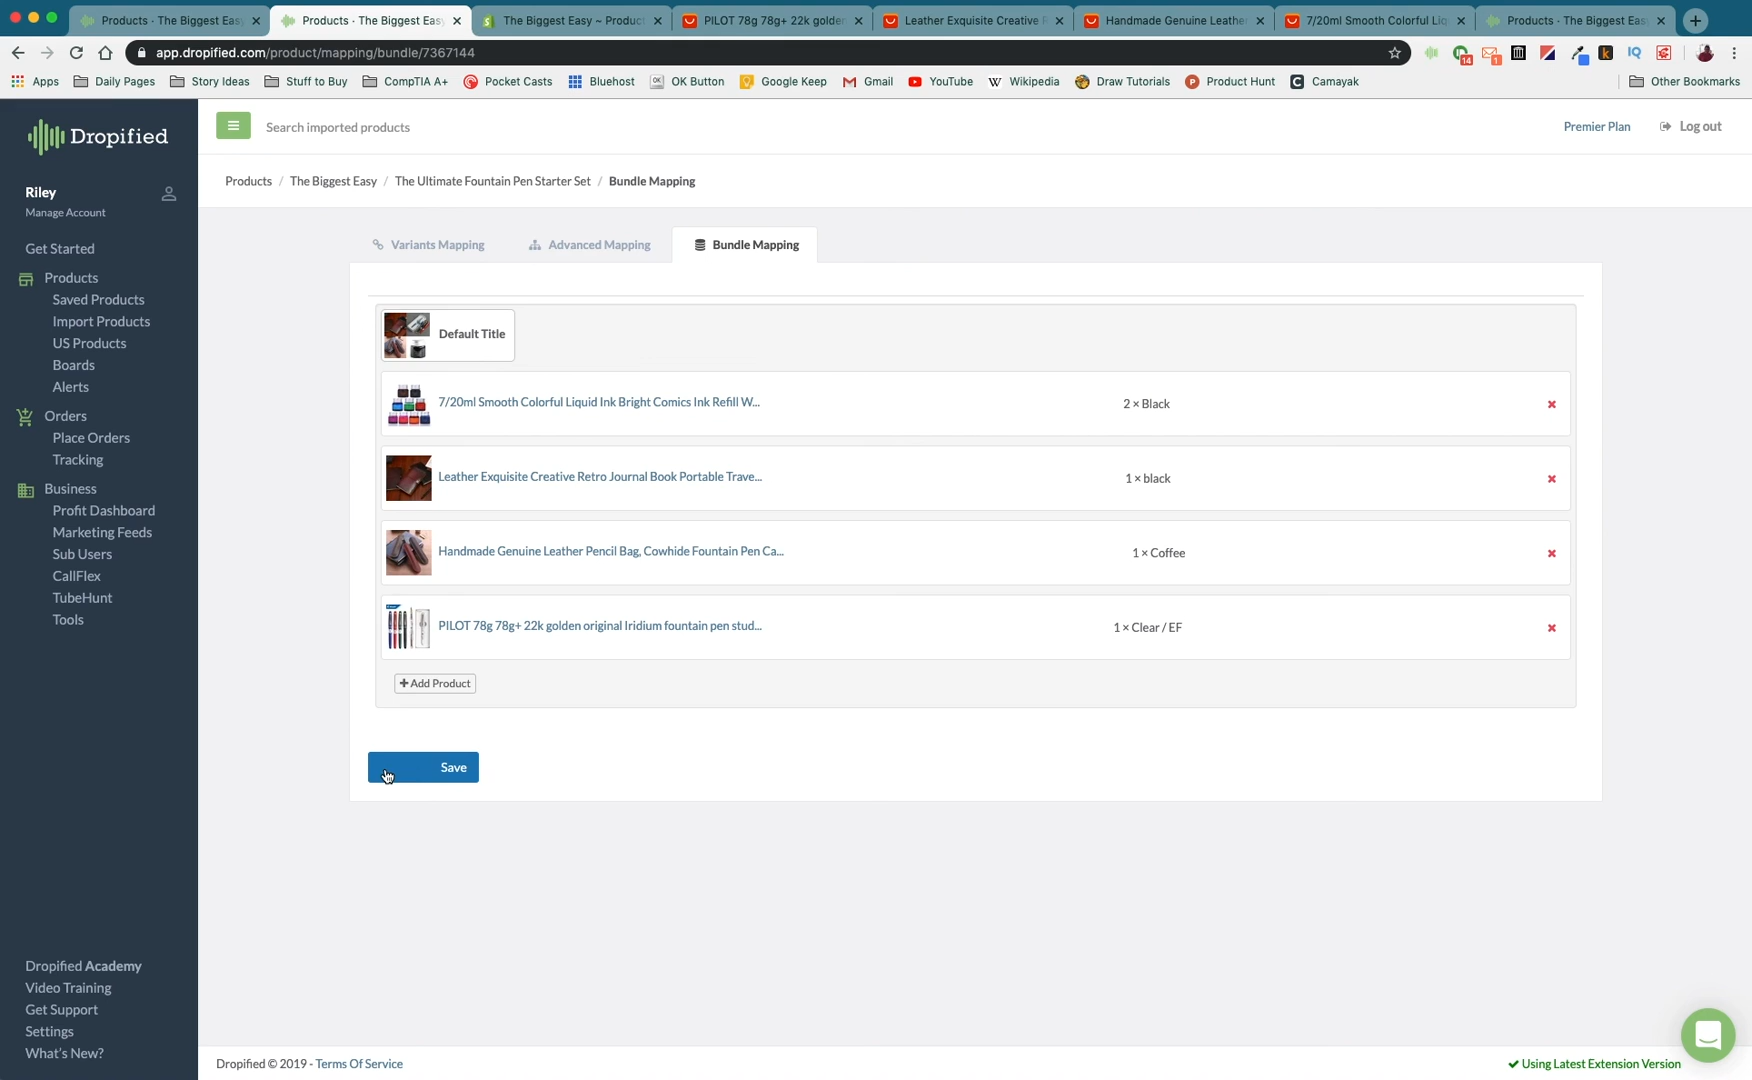 Products · The Biggest Easy
Products · The Biggest Easy
The Biggest Easy ~ Product
PILOT 78g 78g+ 22k golden
Leather Exquisite Creative
Handmade Genuine Leather
7/20ml Smooth Colorful Liq
Products · The Biggest Easy
app.dropified.com/product/mapping/bundle/7367144
14
1
Apps
Daily Pages
Story Ideas
Stuff to Buy
CompTIA A+
Pocket Casts
Bluehost
OK Button
Google Keep
Gmail
YouTube
Wikipedia
Draw Tutorials
Product Hunt
Camayak
Other Bookmarks
Dropified
Search imported products
Premier Plan
Log out
Riley
Manage Account
Get Started
Products
Saved Products
Import Products
US Products
Boards
Alerts
Orders
Place Orders
Tracking
Business
Profit Dashboard
Marketing Feeds
Sub Users
CallFlex
TubeHunt
Tools
Dropified Academy
Video Training
Get Support
Settings
What's New?
Products / The Biggest Easy / The Ultimate Fountain Pen Starter Set / Bundle Mapping
Variants Mapping
Advanced Mapping
Bundle Mapping
Default Title
7/20ml Smooth Colorful Liquid Ink Bright Comics Ink Refill W...
2 × Black
Leather Exquisite Creative Retro Journal Book Portable Trave...
1 × black
Handmade Genuine Leather Pencil Bag, Cowhide Fountain Pen Ca...
1 × Coffee
PILOT 78g 78g+ 22k golden original Iridium fountain pen stud...
1 × Clear / EF
Add Product
Save
Dropified © 2019 - Terms Of Service
Using Latest Extension Version